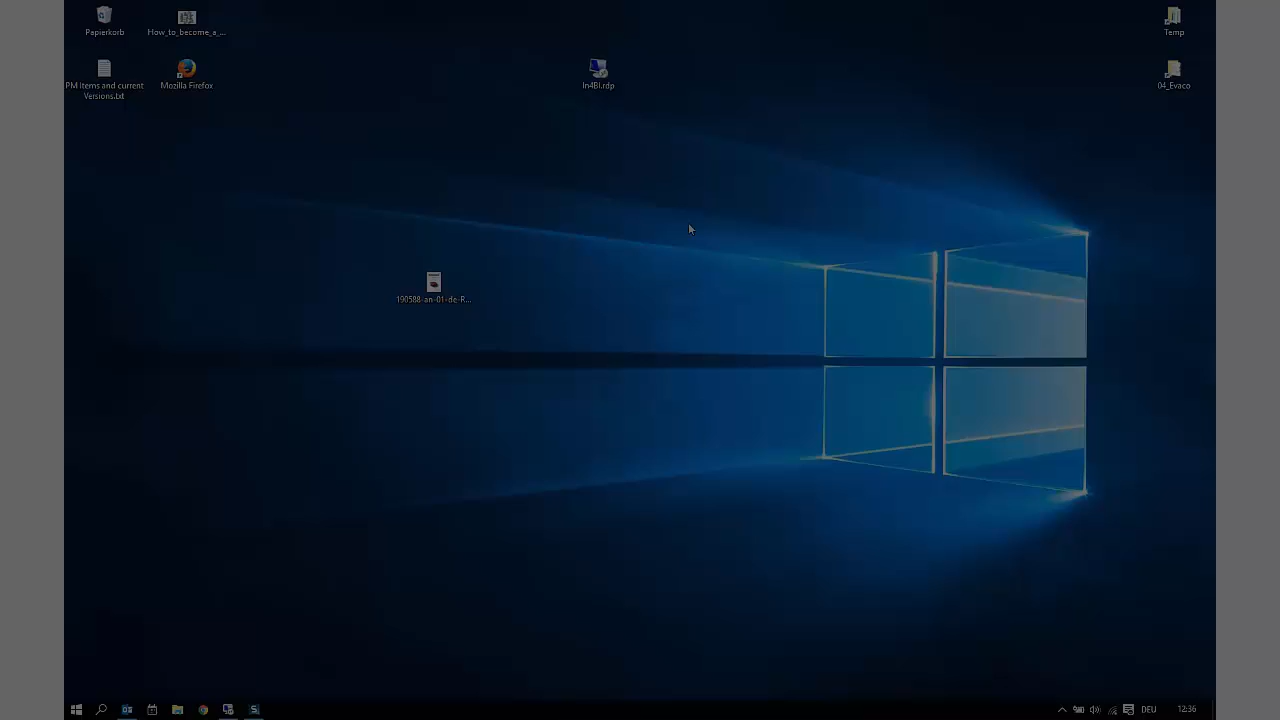 Papierkorb
How_to_become_a_...
Temp
PM Items and current
Versions.txt
Mozilla Firefox
In4BI.rdp
04_Evaco
190588-an-01-de-R...
DEU
12:36